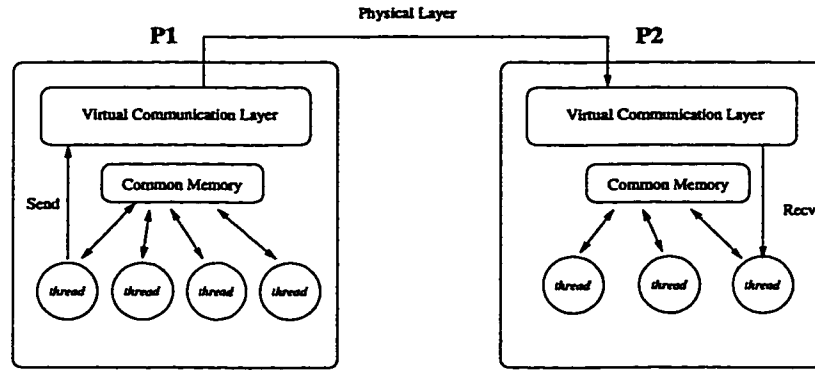 Physical Layer
P1
P2
Virtual Communication Layer
Virtual Communication Layer
Common Memory
Common Memory
Send
Recv
thread
thread
thread
thread
thread
thread
thread